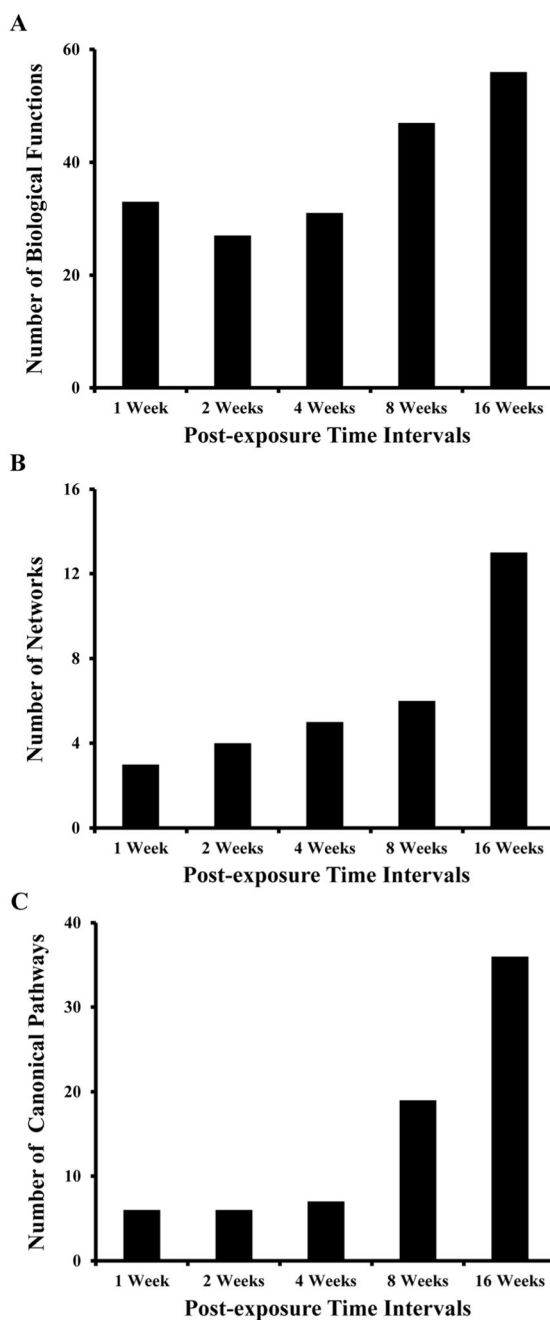 A
Number of Biological Functions
60
40
20
0
1 Week 2 Weeks 4 Weeks 8 Weeks 16 Weeks
Post-exposure Time Intervals
B
Number of Networks
16
12
8
4
0
1 Week 2 Weeks 4 Weeks 8 Weeks 16 Weeks
Post-exposure Time Intervals
C
Number of Canonical Pathways
40
30
20
10
0
1 Week 2 Weeks 4 Weeks 8 Weeks 16 Weeks
Post-exposure Time Intervals